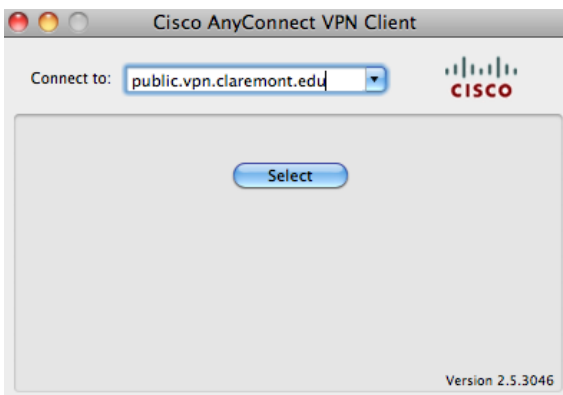 Cisco AnyConnect VPN Client
Connect to: public.vpn.claremont.edu
CISCO
Select
Version 2.5.3046